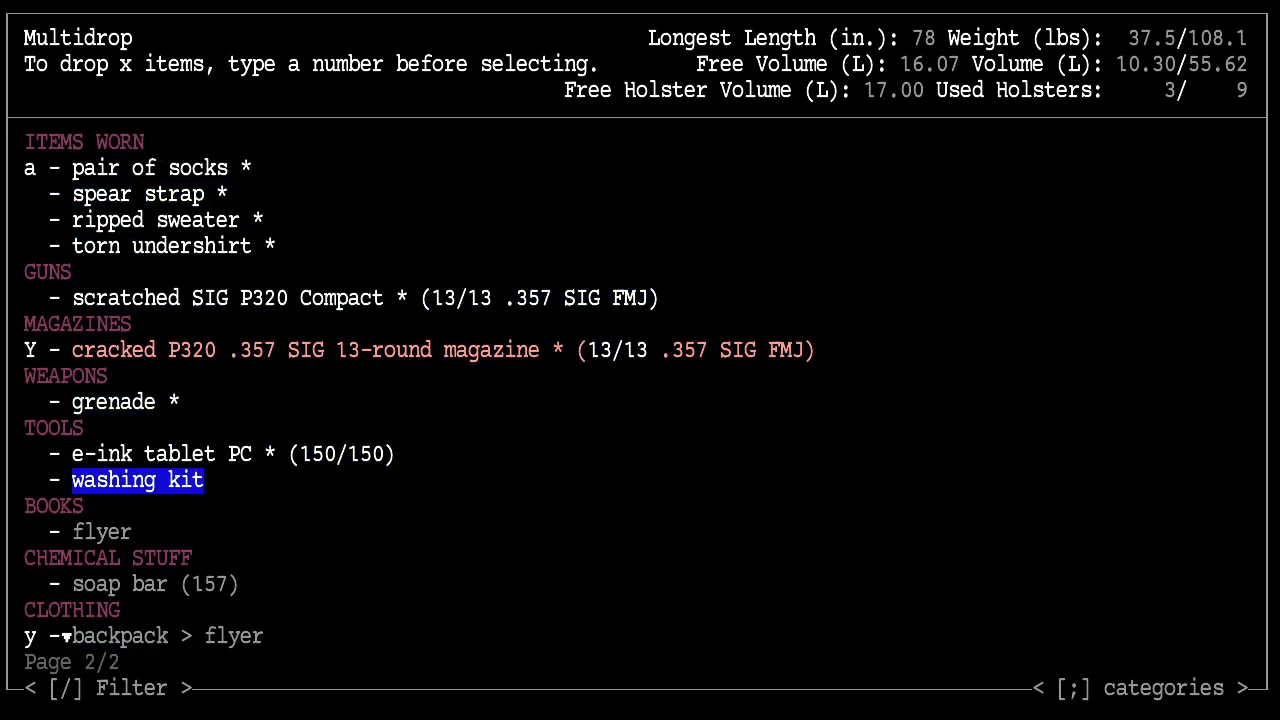 Multidrop Longest Length (in.): 78 Weight (lbs): 37.5/108.1
To drop x items, type a number before selecting. Free Volume (L): 16.07 Volume (L): 10.30/55.62
Free Holster Volume (L): 17.00 Used Holsters: 3/ 9
ITEMS WORN
a - pair of socks *
- spear strap *
- ripped sweater *
- torn undershirt *
GUNS
- scratched SIG P320 Compact * (13/13 .357 SIG FMJ)
MAGAZINES
Y - cracked P320 .357 SIG 13-round magazine * (13/13 .357 SIG FMJ)
WEAPONS
- grenade *
TOOLS
- e-ink tablet PC * (150/150)
- washing kit
BOOKS
- flyer
CHEMICAL STUFF
- soap bar (157)
CLOTHING
y -▾backpack > flyer
Page 2/2
< [/] Filter > < [;] categories >